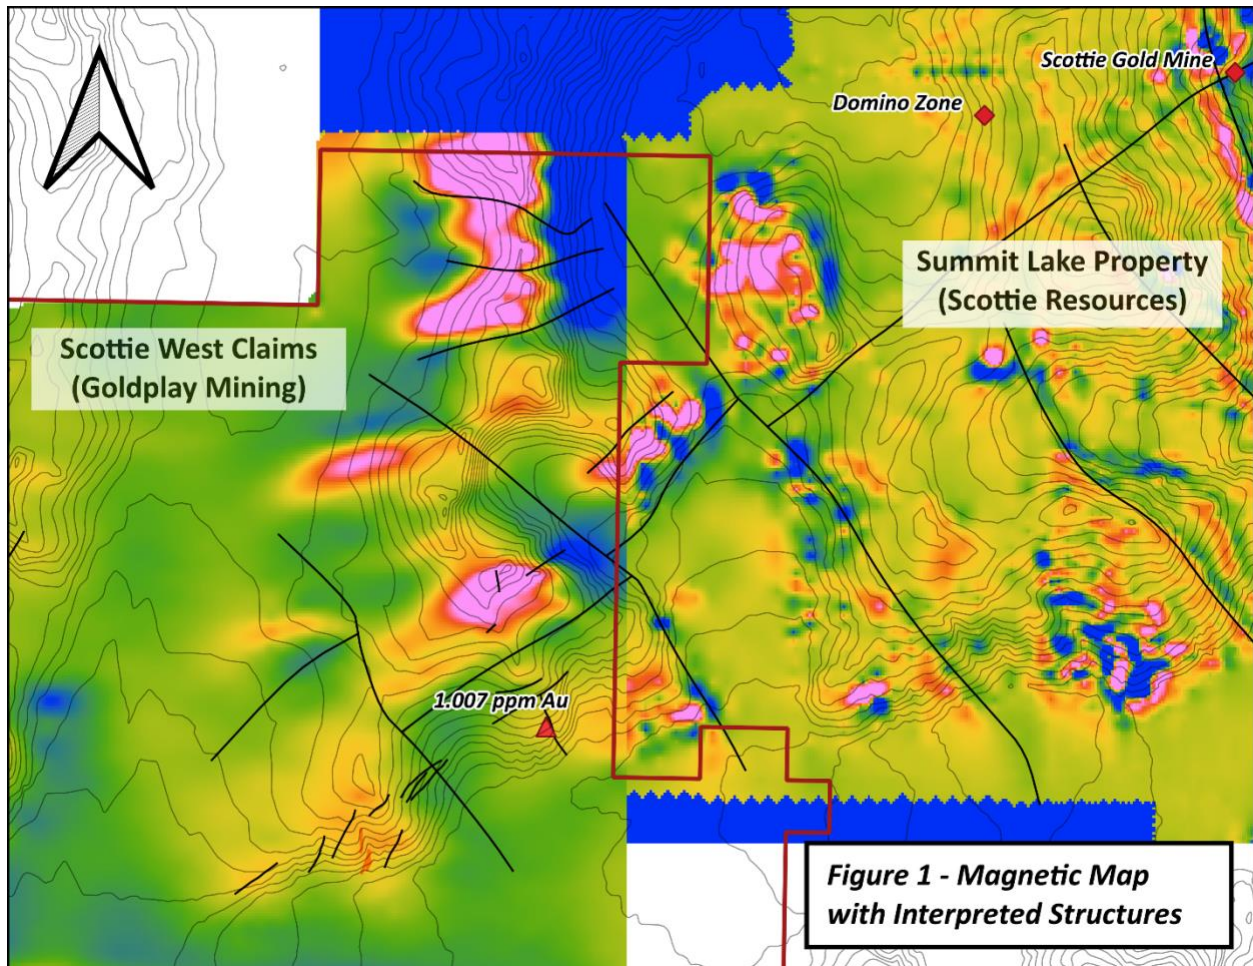 Scottie Gold Mine
Domino Zone
Summit Lake Property
(Scottie Resources)
Scottie West Claims
(Goldplay Mining)
1.007 ppm Au
Figure 1 - Magnetic Map
with Interpreted Structures